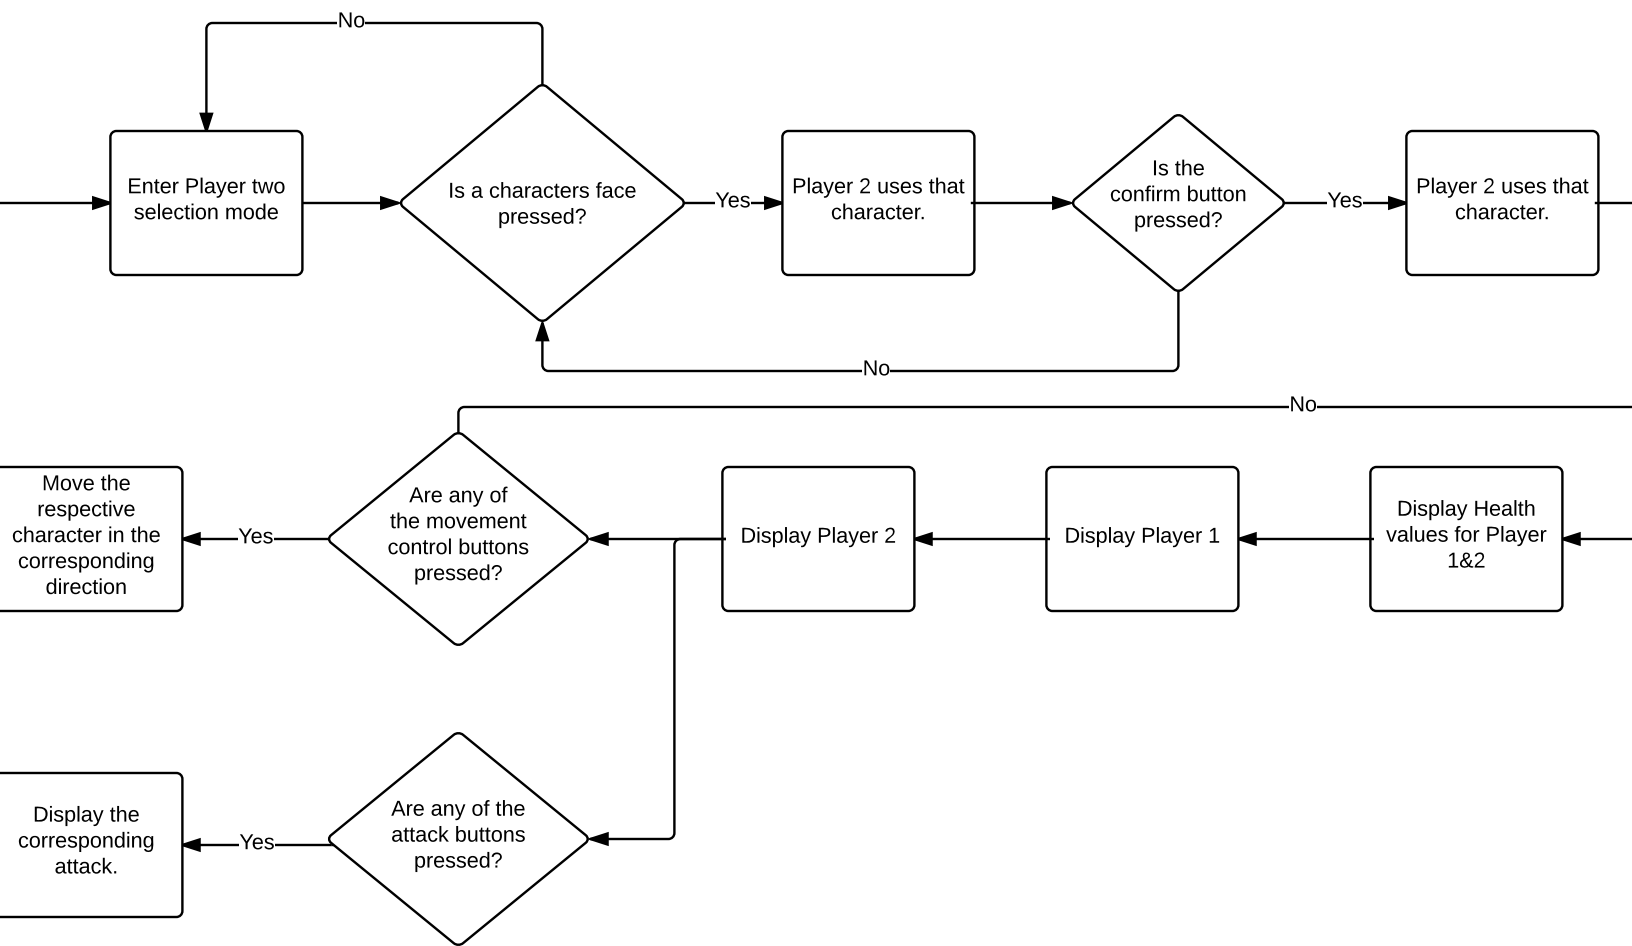 No
Enter Player two
selection mode
Is a characters face
pressed?
Yes
Player 2 uses that
character.
Is the
confirm button
pressed?
Yes
Player 2 uses that
character.
No
No
Move the
respective
character in the
corresponding
direction
Yes
Are any of
the movement
control buttons
pressed?
Display Player 2
Display Player 1
Display Health
values for Player
1&2
Display the
corresponding
attack.
Yes
Are any of the
attack buttons
pressed?